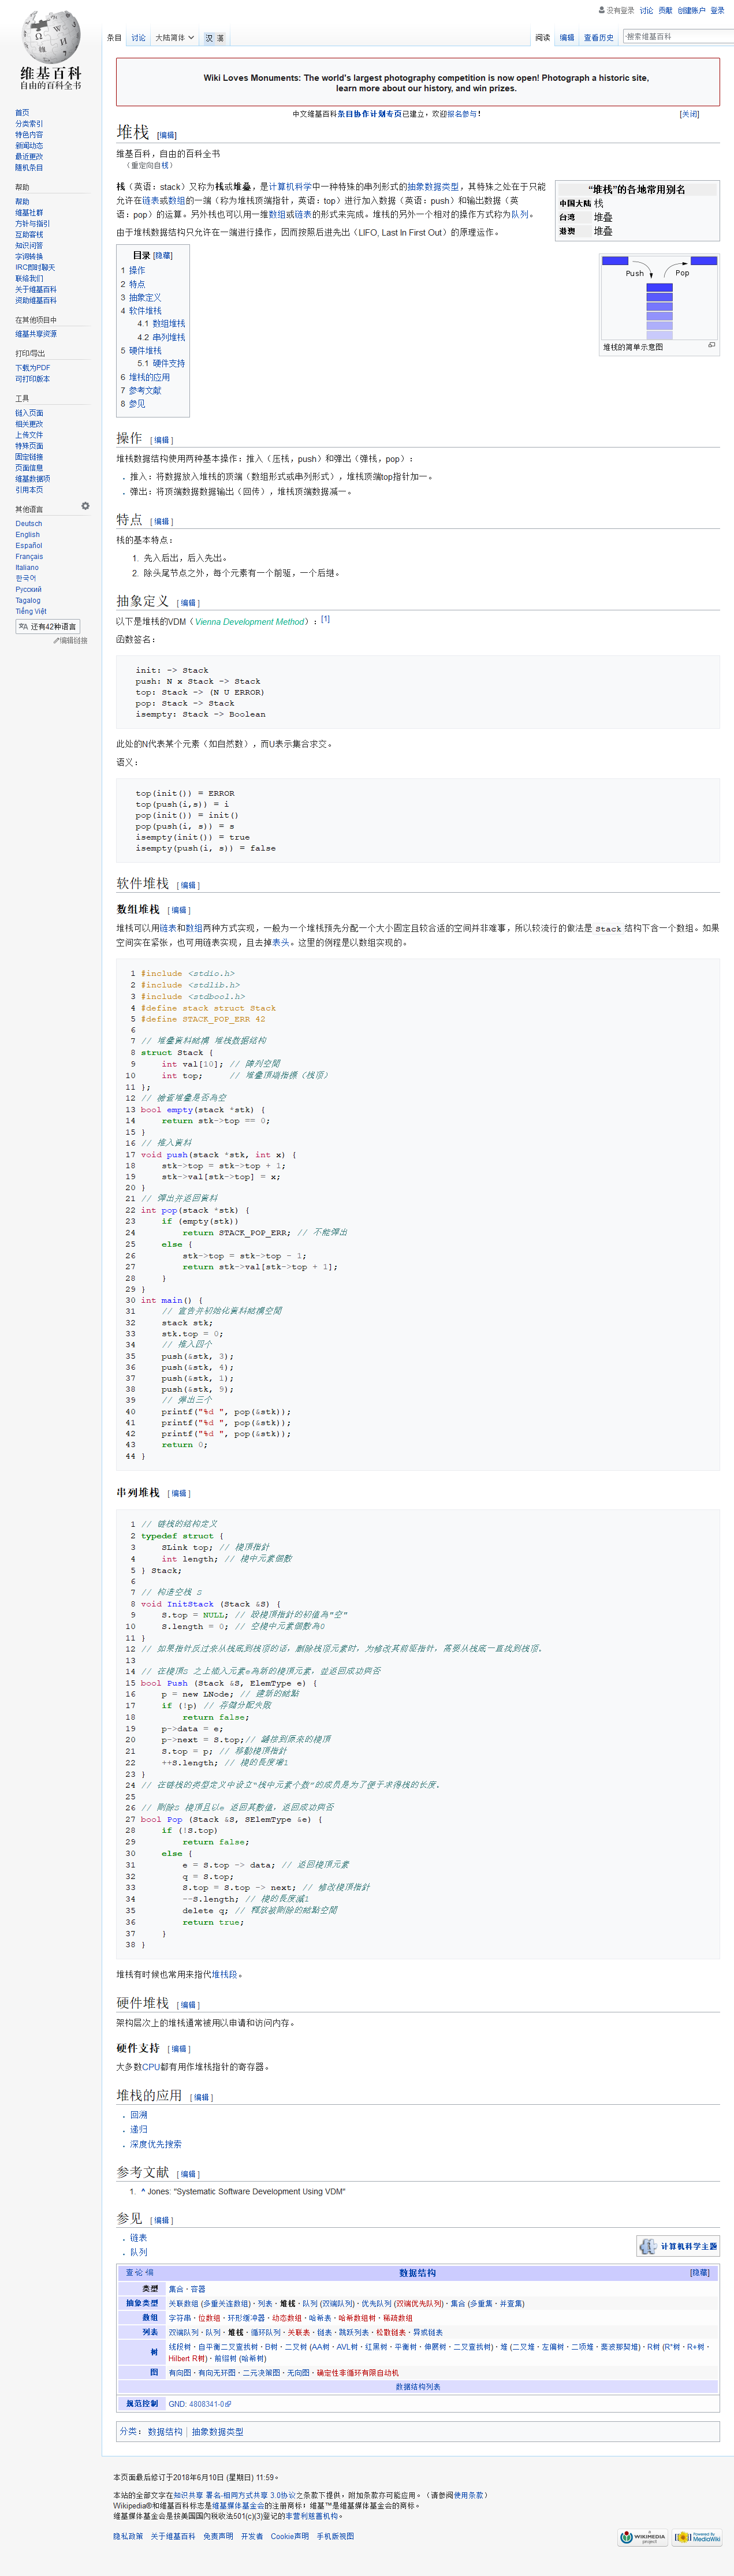 没有登录 讨论 贡献 创建账户 登录
条目 讨论 大陆简体 汉 漢 阅读 编辑 查看历史 搜索维基百科
维基百科
自由的百科全书
首页
分类索引
特色内容
新闻动态
最近更改
随机条目
帮助
帮助
维基社群
方针与指引
互助客栈
知识问答
字词转换
IRC即时聊天
联络我们
关于维基百科
资助维基百科
在其他项目中
维基共享资源
打印/导出
下载为PDF
可打印版本
工具
链入页面
相关更改
上传文件
特殊页面
固定链接
页面信息
维基数据项
引用本页
其他语言
Deutsch
English
Español
Français
Italiano
한국어
Русский
Tagalog
Tiếng Việt
还有42种语言
编辑链接
Wiki Loves Monuments: The world's largest photography competition is now open! Photograph a historic site,
learn more about our history, and win prizes.
中文维基百科条目协作计划专页已建立，欢迎报名参与！ [关闭]
堆栈 [编辑]
维基百科，自由的百科全书
（重定向自栈）
栈（英语：stack）又称为栈或堆叠，是计算机科学中一种特殊的串列形式的抽象数据类型，其特殊之处在于只能
允许在链表或数组的一端（称为堆栈顶端指针，英语：top）进行加入数据（英语：push）和输出数据（英
语：pop）的运算。另外栈也可以用一维数组或链表的形式来完成。堆栈的另外一个相对的操作方式称为队列。
由于堆栈数据结构只允许在一端进行操作，因而按照后进先出（LIFO, Last In First Out）的原理运作。
“堆栈”的各地常用别名
中国大陆 栈
台湾 堆叠
港澳 堆叠
Push Pop
堆栈的简单示意图
目录 [隐藏]
1 操作
2 特点
3 抽象定义
4 软件堆栈
4.1 数组堆栈
4.2 串列堆栈
5 硬件堆栈
5.1 硬件支持
6 堆栈的应用
7 参考文献
8 参见
操作 [编辑]
堆栈数据结构使用两种基本操作：推入（压栈，push）和弹出（弹栈，pop）：
. 推入：将数据放入堆栈的顶端（数组形式或串列形式），堆栈顶端top指针加一。
. 弹出：将顶端数据数据输出（回传），堆栈顶端数据减一。
特点 [编辑]
栈的基本特点：
1. 先入后出，后入先出。
2. 除头尾节点之外，每个元素有一个前驱，一个后继。
抽象定义 [编辑]
以下是堆栈的VDM（Vienna Development Method）：[1]
函数签名：
init: -> Stack
push: N x Stack -> Stack
top: Stack -> (N U ERROR)
pop: Stack -> Stack
isempty: Stack -> Boolean
此处的N代表某个元素（如自然数），而U表示集合求交。
语义：
top(init()) = ERROR
top(push(i,s)) = i
pop(init()) = init()
pop(push(i, s)) = s
isempty(init()) = true
isempty(push(i, s)) = false
软件堆栈 [编辑]
数组堆栈 [编辑]
堆栈可以用链表和数组两种方式实现，一般为一个堆栈预先分配一个大小固定且较合适的空间并非难事，所以较流行的做法是 Stack 结构下含一个数组。如果
空间实在紧张，也可用链表实现，且去掉表头。这里的例程是以数组实现的。
1 #include <stdio.h>
2 #include <stdlib.h>
3 #include <stdbool.h>
4 #define stack struct Stack
5 #define STACK_POP_ERR 42
6
7 // 堆疊資料結構 堆栈数据结构
8 struct Stack {
9 int val[10]; // 陣列空間
10 int top; // 堆疊頂端指標（栈顶）
11 };
12 // 檢查堆疊是否為空
13 bool empty(stack *stk) {
14 return stk->top == 0;
15 }
16 // 推入資料
17 void push(stack *stk, int x) {
18 stk->top = stk->top + 1;
19 stk->val[stk->top] = x;
20 }
21 // 彈出并返回資料
22 int pop(stack *stk) {
23 if (empty(stk))
24 return STACK_POP_ERR; // 不能彈出
25 else {
26 stk->top = stk->top - 1;
27 return stk->val[stk->top + 1];
28 }
29 }
30 int main() {
31 // 宣告并初始化資料結構空間
32 stack stk;
33 stk.top = 0;
34 // 推入四个
35 push(&stk, 3);
36 push(&stk, 4);
37 push(&stk, 1);
38 push(&stk, 9);
39 // 彈出三个
40 printf("%d ", pop(&stk));
41 printf("%d ", pop(&stk));
42 printf("%d ", pop(&stk));
43 return 0;
44 }
串列堆栈 [编辑]
1 // 链栈的结构定义
2 typedef struct {
3 SLink top; // 棧頂指針
4 int length; // 棧中元素個數
5 } Stack;
6
7 // 构造空栈 S
8 void InitStack (Stack &S) {
9 S.top = NULL; // 設棧頂指針的初值為"空"
10 S.length = 0; // 空棧中元素個數為0
11 }
12 // 如果指针反过来从栈底到栈顶的话，删除栈顶元素时，为修改其前驱指针，需要从栈底一直找到栈顶.
13
14 // 在棧頂S 之上插入元素e為新的棧頂元素，並返回成功與否
15 bool Push (Stack &S, ElemType e) {
16 p = new LNode; // 建新的結點
17 if (!p) // 存儲分配失敗
18 return false;
19 p->data = e;
20 p->next = S.top;// 鏈接到原來的棧頂
21 S.top = p; // 移動棧頂指針
22 ++S.length; // 棧的長度增1
23 }
24 // 在链栈的类型定义中设立"栈中元素个数"的成员是为了便于求得栈的长度.
25
26 // 刪除S 棧頂且以e 返回其數值，返回成功與否
27 bool Pop (Stack &S, SElemType &e) {
28 if (!S.top)
29 return false;
30 else {
31 e = S.top -> data; // 返回棧頂元素
32 q = S.top;
33 S.top = S.top -> next; // 修改棧頂指針
34 --S.length; // 棧的長度減1
35 delete q; // 釋放被刪除的結點空間
36 return true;
37 }
38 }
堆栈有时候也常用来指代堆栈段。
硬件堆栈 [编辑]
架构层次上的堆栈通常被用以申请和访问内存。
硬件支持 [编辑]
大多数CPU都有用作堆栈指针的寄存器。
堆栈的应用 [编辑]
. 回溯
. 递归
. 深度优先搜索
参考文献 [编辑]
1. ^ Jones: "Systematic Software Development Using VDM"
参见 [编辑]
. 链表
. 队列
计算机科学主题
查·论·编 数据结构 [隐藏]
类型 集合 · 容器
抽象类型 关联数组 (多重关连数组) · 列表 · 堆栈 · 队列 (双端队列) · 优先队列 (双端优先队列) · 集合 (多重集 · 并查集)
数组 字符串 · 位数组 · 环形缓冲器 · 动态数组 · 哈希表 · 哈希数组树 · 稀疏数组
列表 双端队列 · 队列 · 堆栈 · 循环队列 · 关联表 · 链表 · 跳跃列表 · 松散链表 · 异或链表
树 线段树 · 自平衡二叉查找树 · B树 · 二叉树 (AA树 · AVL树 · 红黑树 · 平衡树 · 伸展树 · 二叉查找树) · 堆 (二叉堆 · 左偏树 · 二项堆 · 斐波那契堆) · R树 (R*树 · R+树 ·
Hilbert R树) · 前缀树 (哈希树)
图 有向图 · 有向无环图 · 二元决策图 · 无向图 · 确定性非循环有限自动机
数据结构列表
规范控制 GND: 4808341-0
分类： 数据结构 | 抽象数据类型
本页面最后修订于2018年6月10日 (星期日) 11:59。
本站的全部文字在知识共享 署名-相同方式共享 3.0协议之条款下提供，附加条款亦可能应用。（请参阅使用条款）
Wikipedia®和维基百科标志是维基媒体基金会的注册商标；维基™是维基媒体基金会的商标。
维基媒体基金会是按美国国内税收法501(c)(3)登记的非营利慈善机构。
隐私政策 关于维基百科 免责声明 开发者 Cookie声明 手机版视图
A WIKIMEDIA project
Powered By MediaWiki